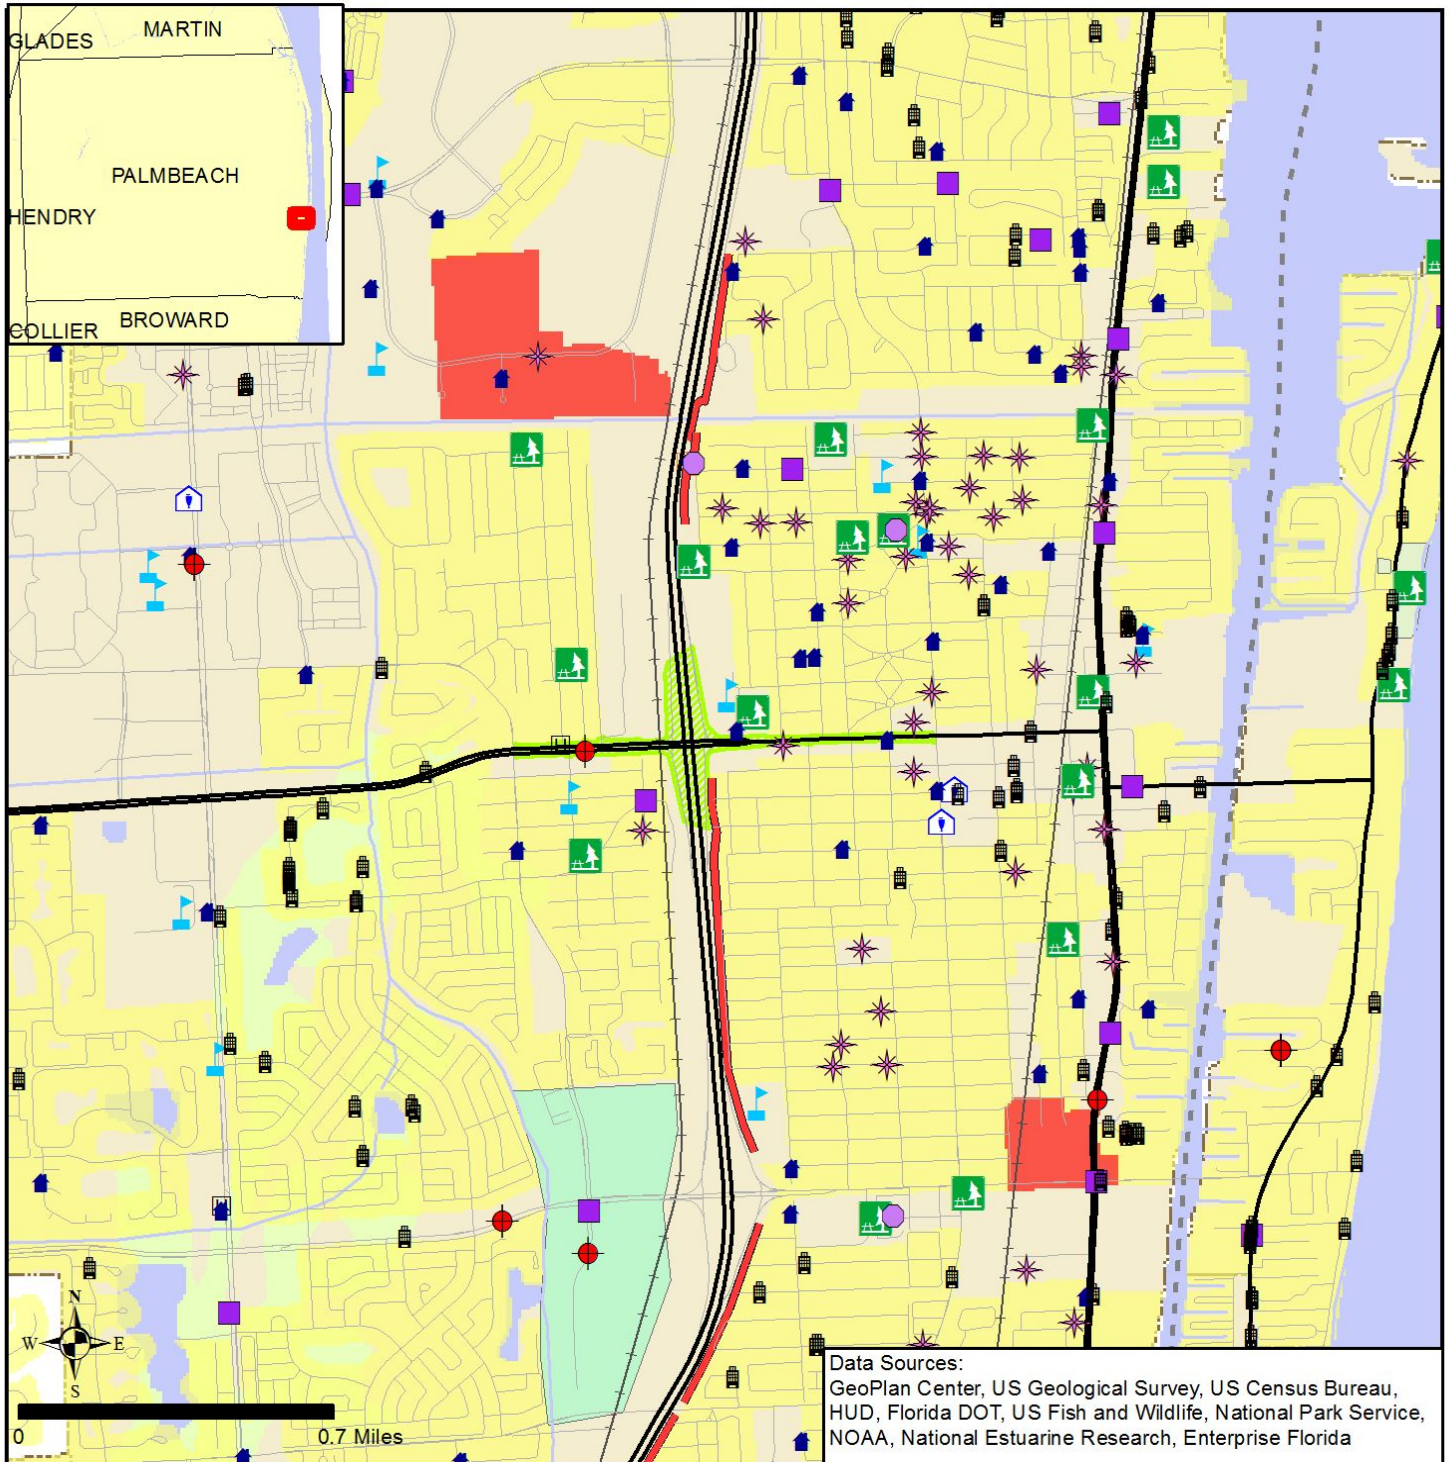 GLADES
MARTIN
PALMBEACH
HENDRY
BROWARD
COLLIER
H
H
N
W
E
S
0
0.7 Miles
Data Sources:
GeoPlan Center, US Geological Survey, US Census Bureau,
HUD, Florida DOT, US Fish and Wildlife, National Park Service,
NOAA, National Estuarine Research, Enterprise Florida